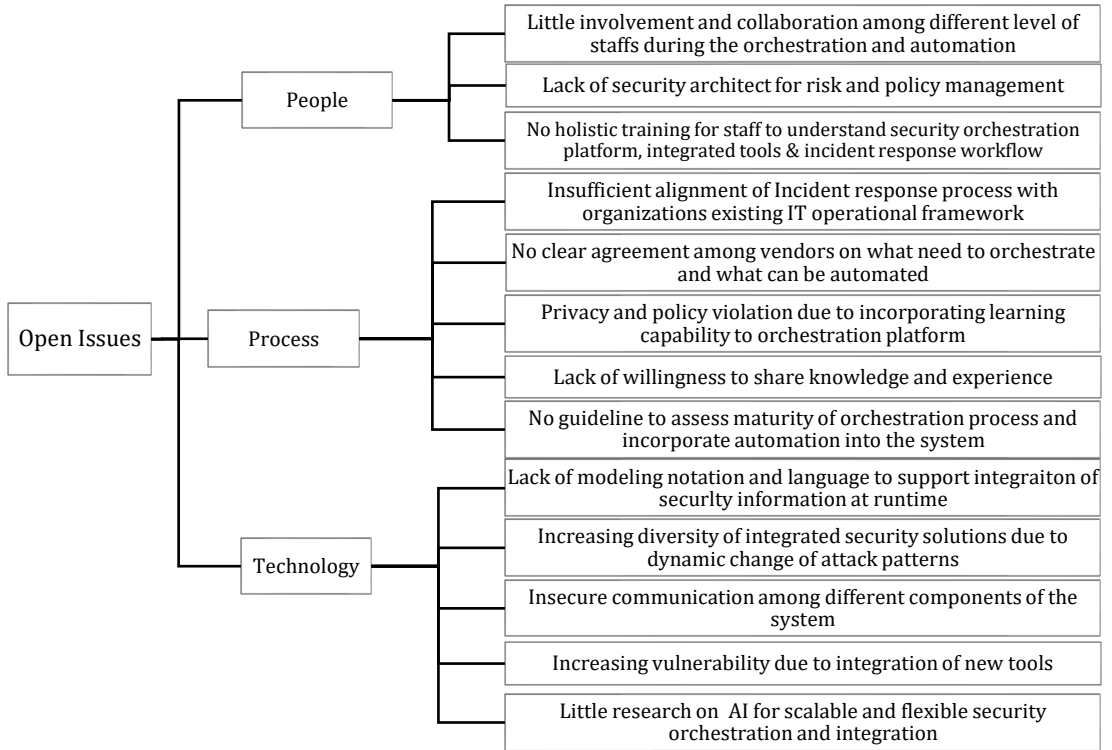 Open Issues
People
Little involvement and collaboration among different level of
staffs during the orchestration and automation
Lack of security architect for risk and policy management
No holistic training for staff to understand security orchestration
platform, integrated tools & incident response workflow
Process
Insufficient alignment of Incident response process with
organizations existing IT operational framework
No clear agreement among vendors on what need to orchestrate
and what can be automated
Privacy and policy violation due to incorporating learning
capability to orchestration platform
Lack of willingness to share knowledge and experience
No guideline to assess maturity of orchestration process and
incorporate automation into the system
Technology
Lack of modeling notation and language to support integraiton of
securlty information at runtime
Increasing diversity of integrated security solutions due to
dynamic change of attack patterns
Insecure communication among different components of the
system
Increasing vulnerability due to integration of new tools
Little research on AI for scalable and flexible security
orchestration and integration